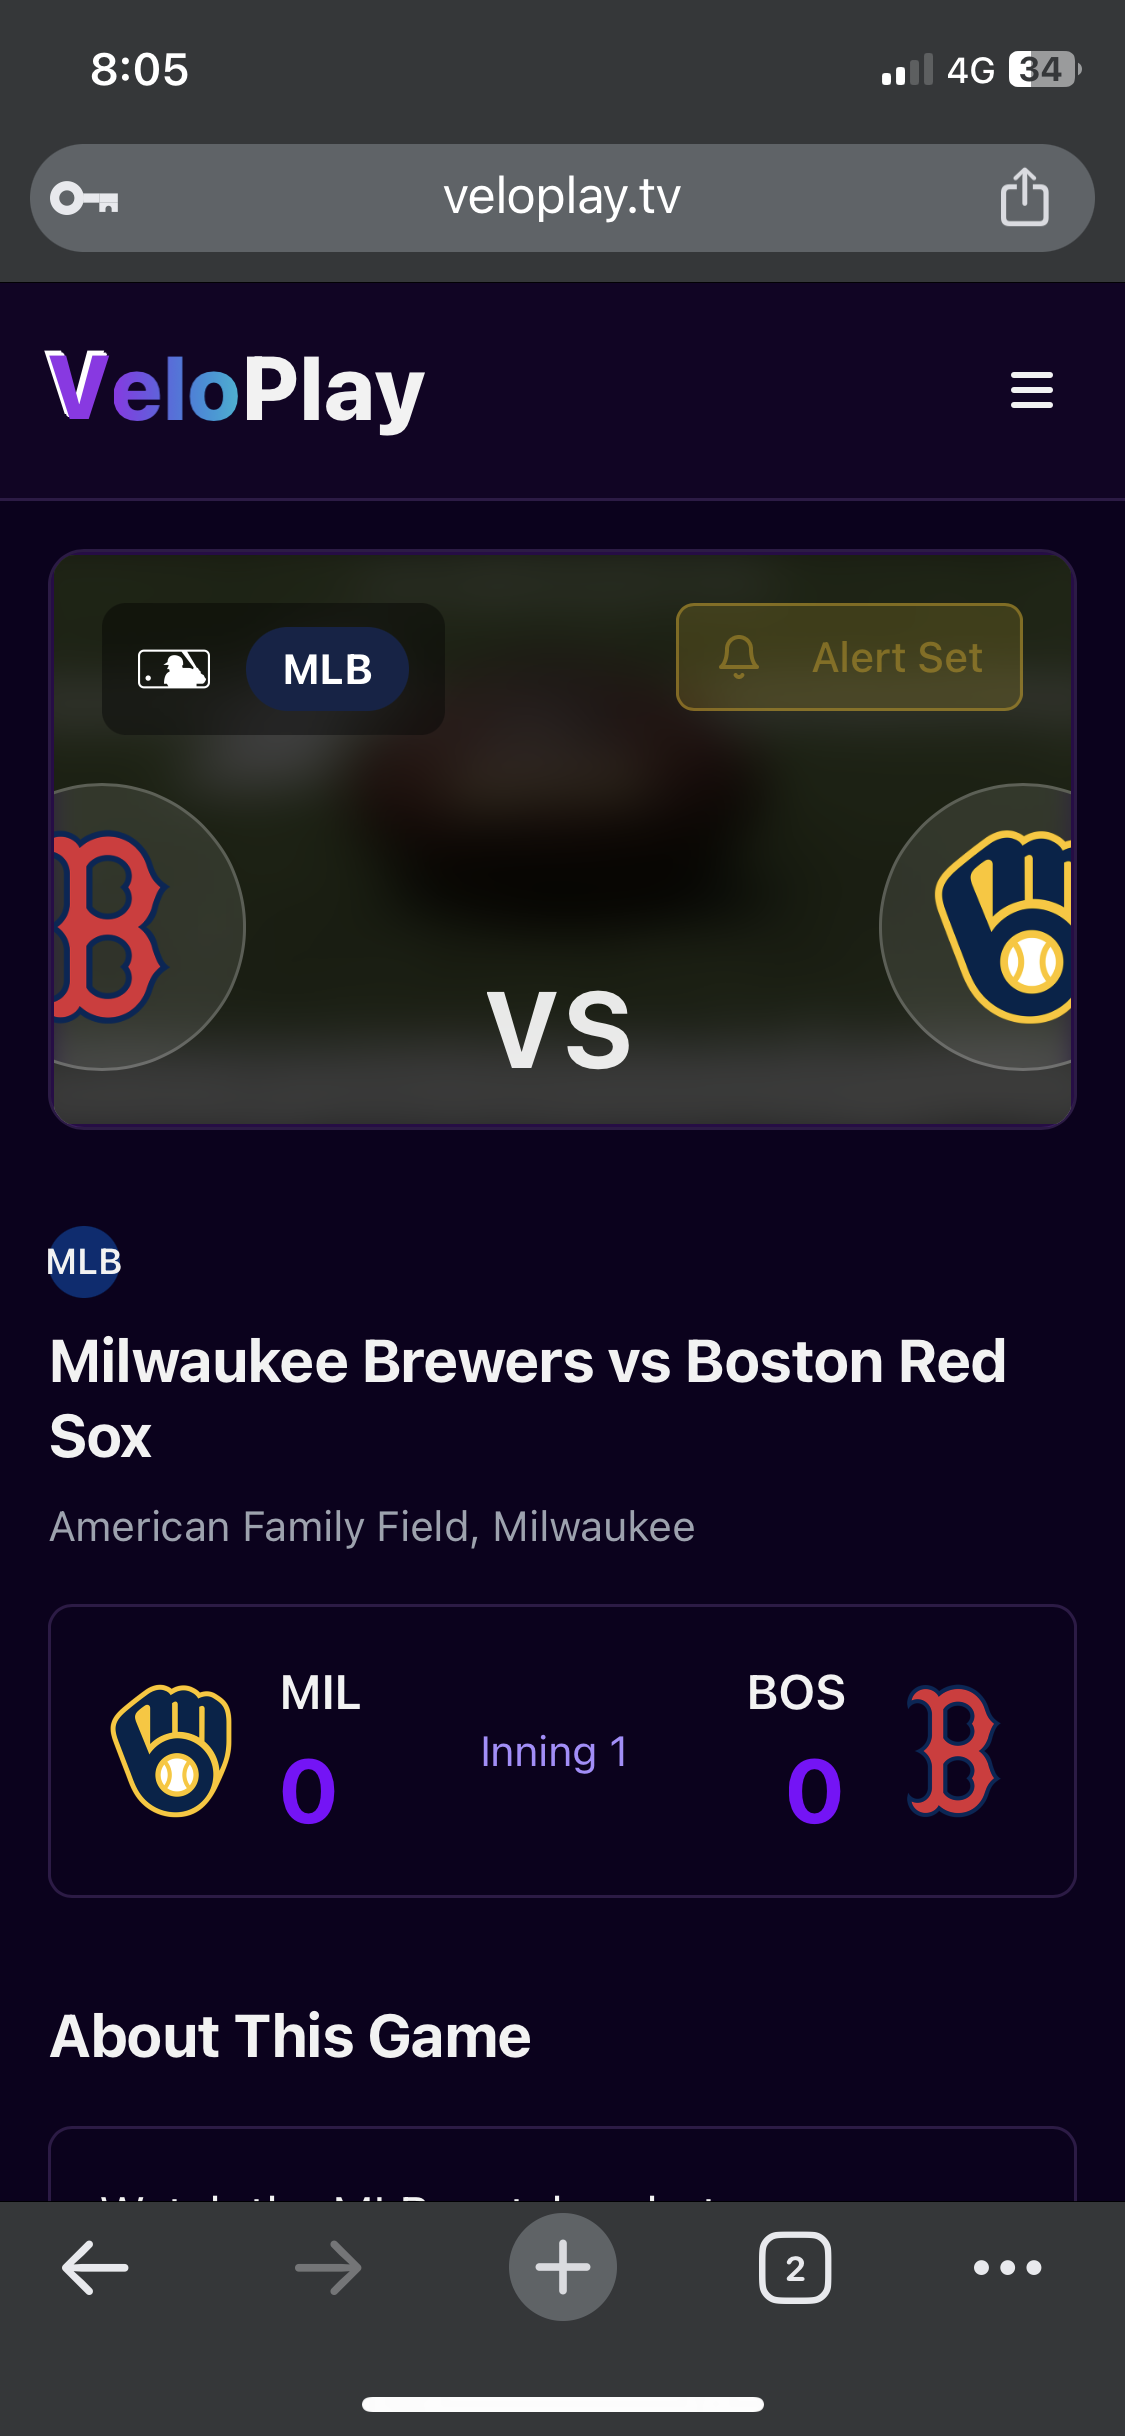 8:05
4G 34
veloplay.tv
VeloPlay
MLB
Alert Set
B
VS
MLB
Milwaukee Brewers vs Boston Red
Sox
American Family Field, Milwaukee
MIL
BOS
Inning 1
0
0
B
About This Game
2